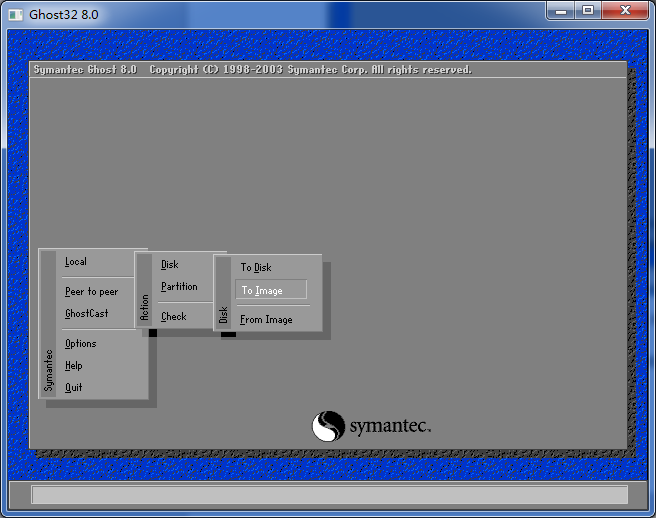 Ghost32 8.0
Symantec Ghost 8.0 Copyright (C) 1998-2003 Symantec Corp. All rights reserved.
Local
Peer to peer
GhostCast
Options
Help
Quit
Symantec
Disk
Partition
Check
Action
To Disk
To Image
From Image
Disk
symantec™